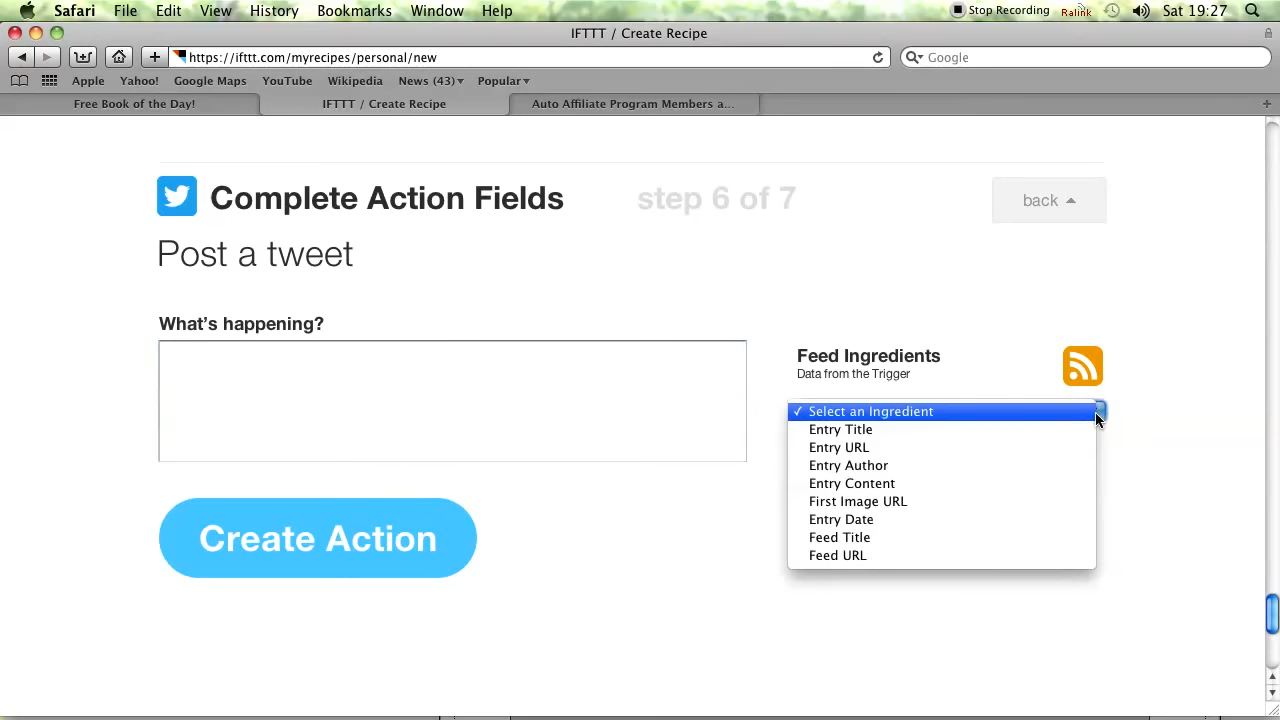 Safari File Edit View History Bookmarks Window Help Stop Recording Ralink Sat 19:27
IFTTT / Create Recipe
https://ifttt.com/myrecipes/personal/new Google
Apple Yahoo! Google Maps YouTube Wikipedia News (43) Popular
Free Book of the Day! IFTTT / Create Recipe Auto Affiliate Program Members a...
Complete Action Fields step 6 of 7 back
Post a tweet
What's happening?
Feed Ingredients
Data from the Trigger
✓ Select an Ingredient
Entry Title
Entry URL
Entry Author
Entry Content
First Image URL
Entry Date
Feed Title
Feed URL
Create Action